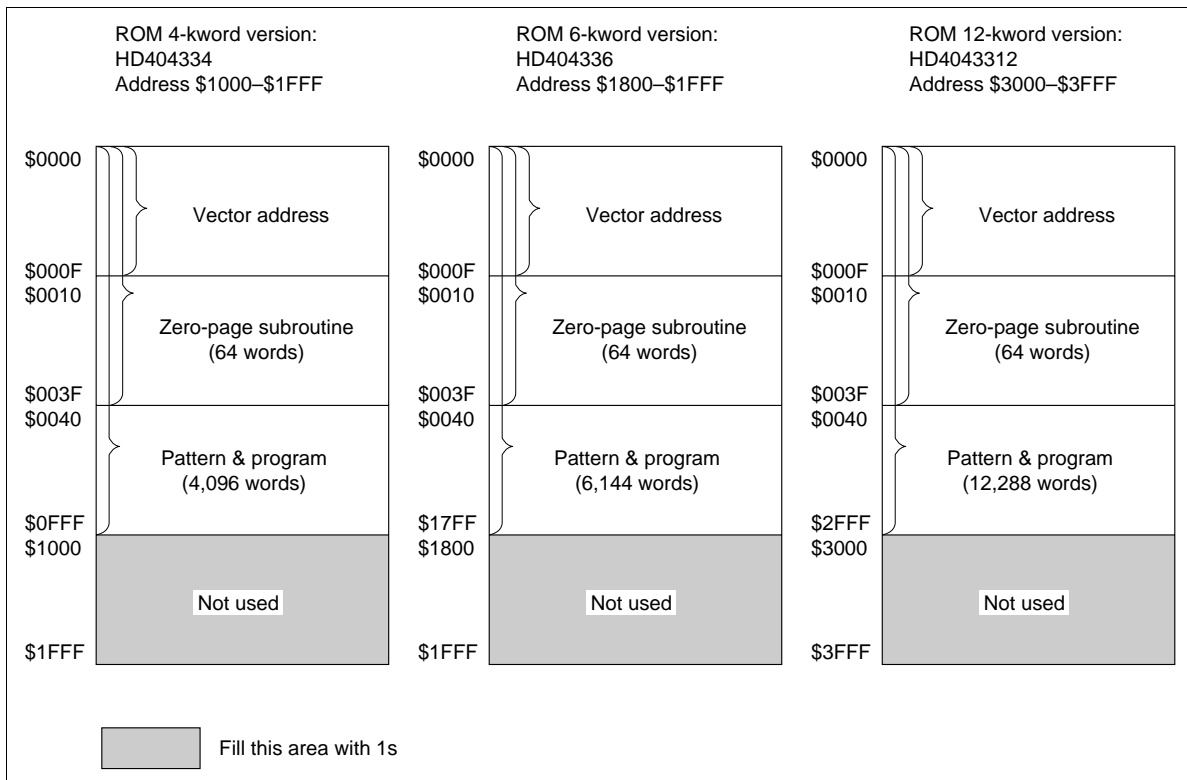 ROM 4-kword version:
HD404334
Address $1000–$1FFF
ROM 6-kword version:
HD404336
Address $1800–$1FFF
ROM 12-kword version:
HD4043312
Address $3000–$3FFF
$0000
Vector address
$000F
$0010
Zero-page subroutine
(64 words)
$003F
$0040
Pattern & program
(4,096 words)
$0FFF
$1000
Not used
$1FFF
$0000
Vector address
$000F
$0010
Zero-page subroutine
(64 words)
$003F
$0040
Pattern & program
(6,144 words)
$17FF
$1800
Not used
$1FFF
$0000
Vector address
$000F
$0010
Zero-page subroutine
(64 words)
$003F
$0040
Pattern & program
(12,288 words)
$2FFF
$3000
Not used
$3FFF
Fill this area with 1s